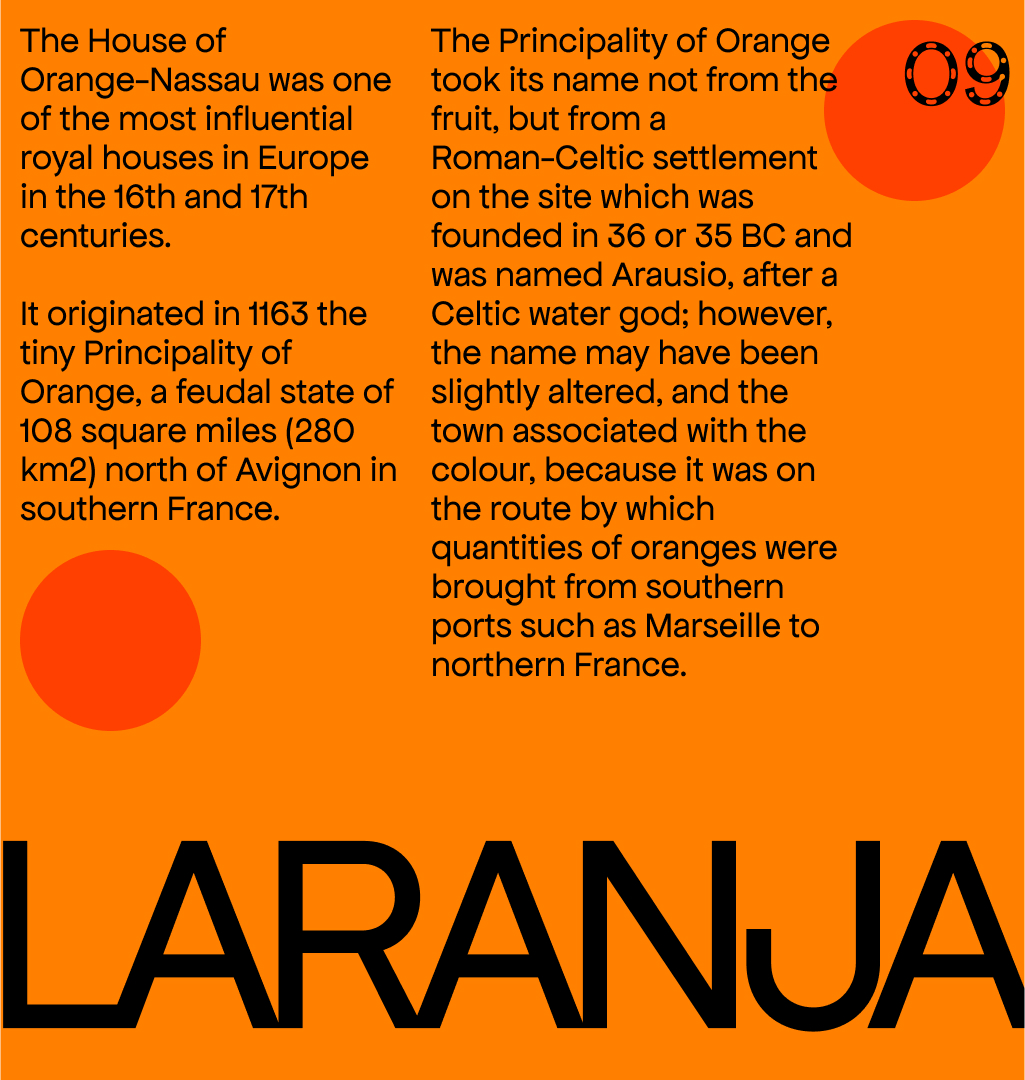 The House of
Orange-Nassau was one
of the most influential
royal houses in Europe
in the 16th and 17th
centuries.
It originated in 1163 the
tiny Principality of
Orange, a feudal state of
108 square miles (280
km2) north of Avignon in
southern France.
The Principality of Orange
took its name not from the
fruit, but from a
Roman-Celtic settlement
on the site which was
founded in 36 or 35 BC and
was named Arausio, after a
Celtic water god; however,
the name may have been
slightly altered, and the
town associated with the
colour, because it was on
the route by which
quantities of oranges were
brought from southern
ports such as Marseille to
northern France.
09
LARANJA